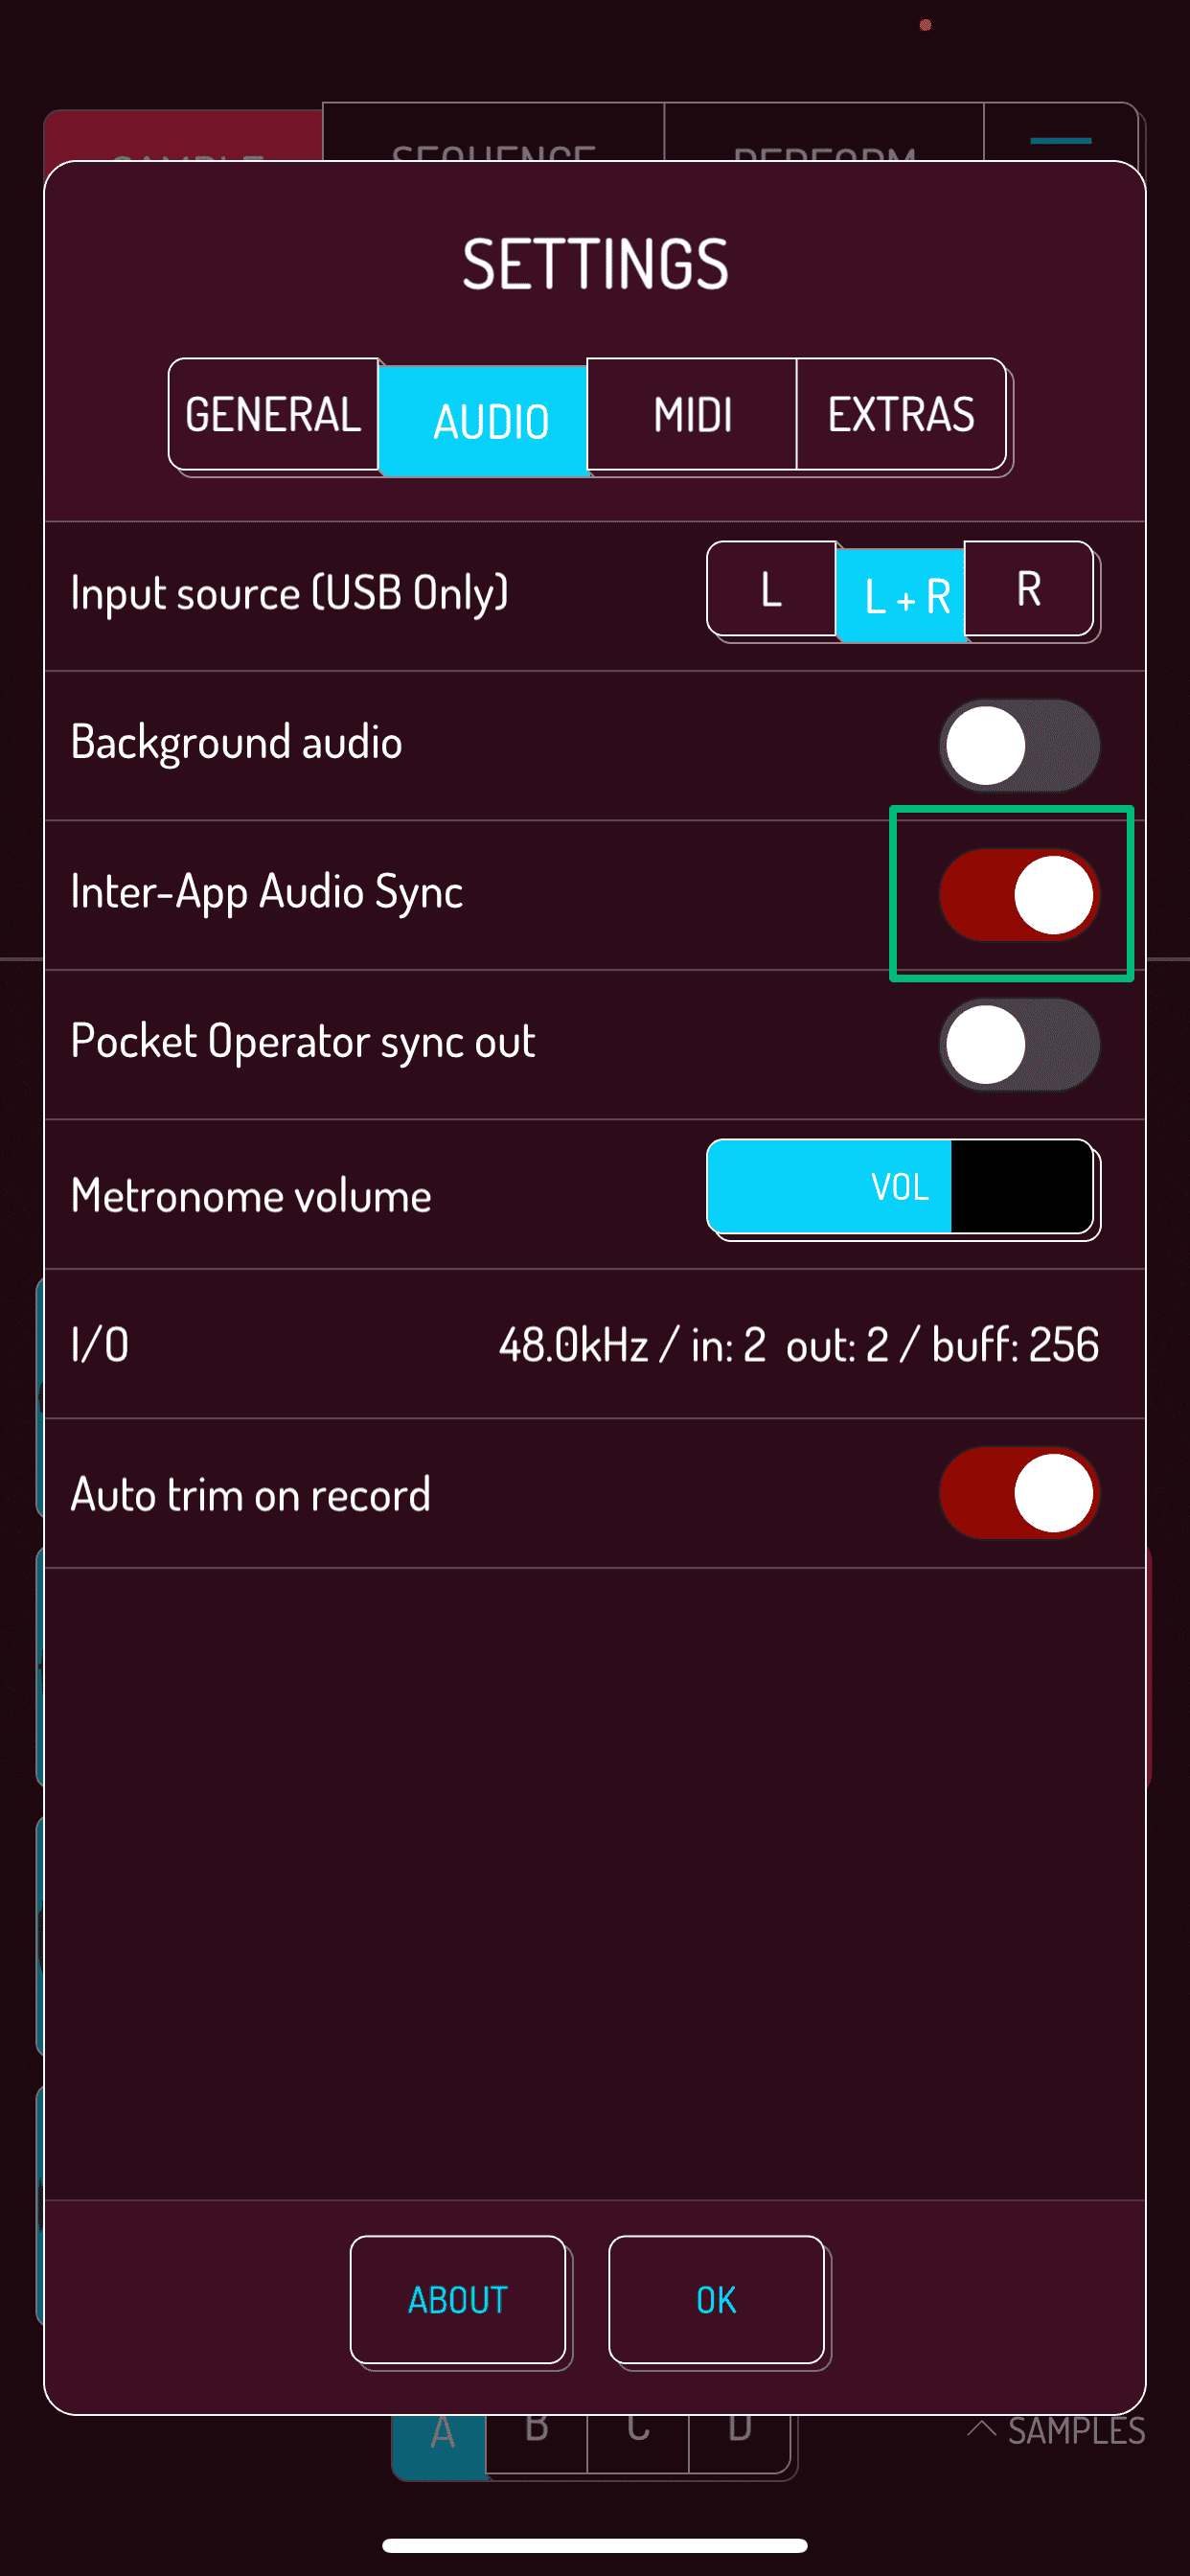 SAMPLE SEQUENCE PERFORM
SETTINGS
GENERAL AUDIO MIDI EXTRAS
Input source (USB Only) L L + R R
Background audio
Inter-App Audio Sync
Pocket Operator sync out
Metronome volume VOL
I/O 48.0kHz / in: 2 out: 2 / buff: 256
Auto trim on record
ABOUT OK
A B C D SAMPLES